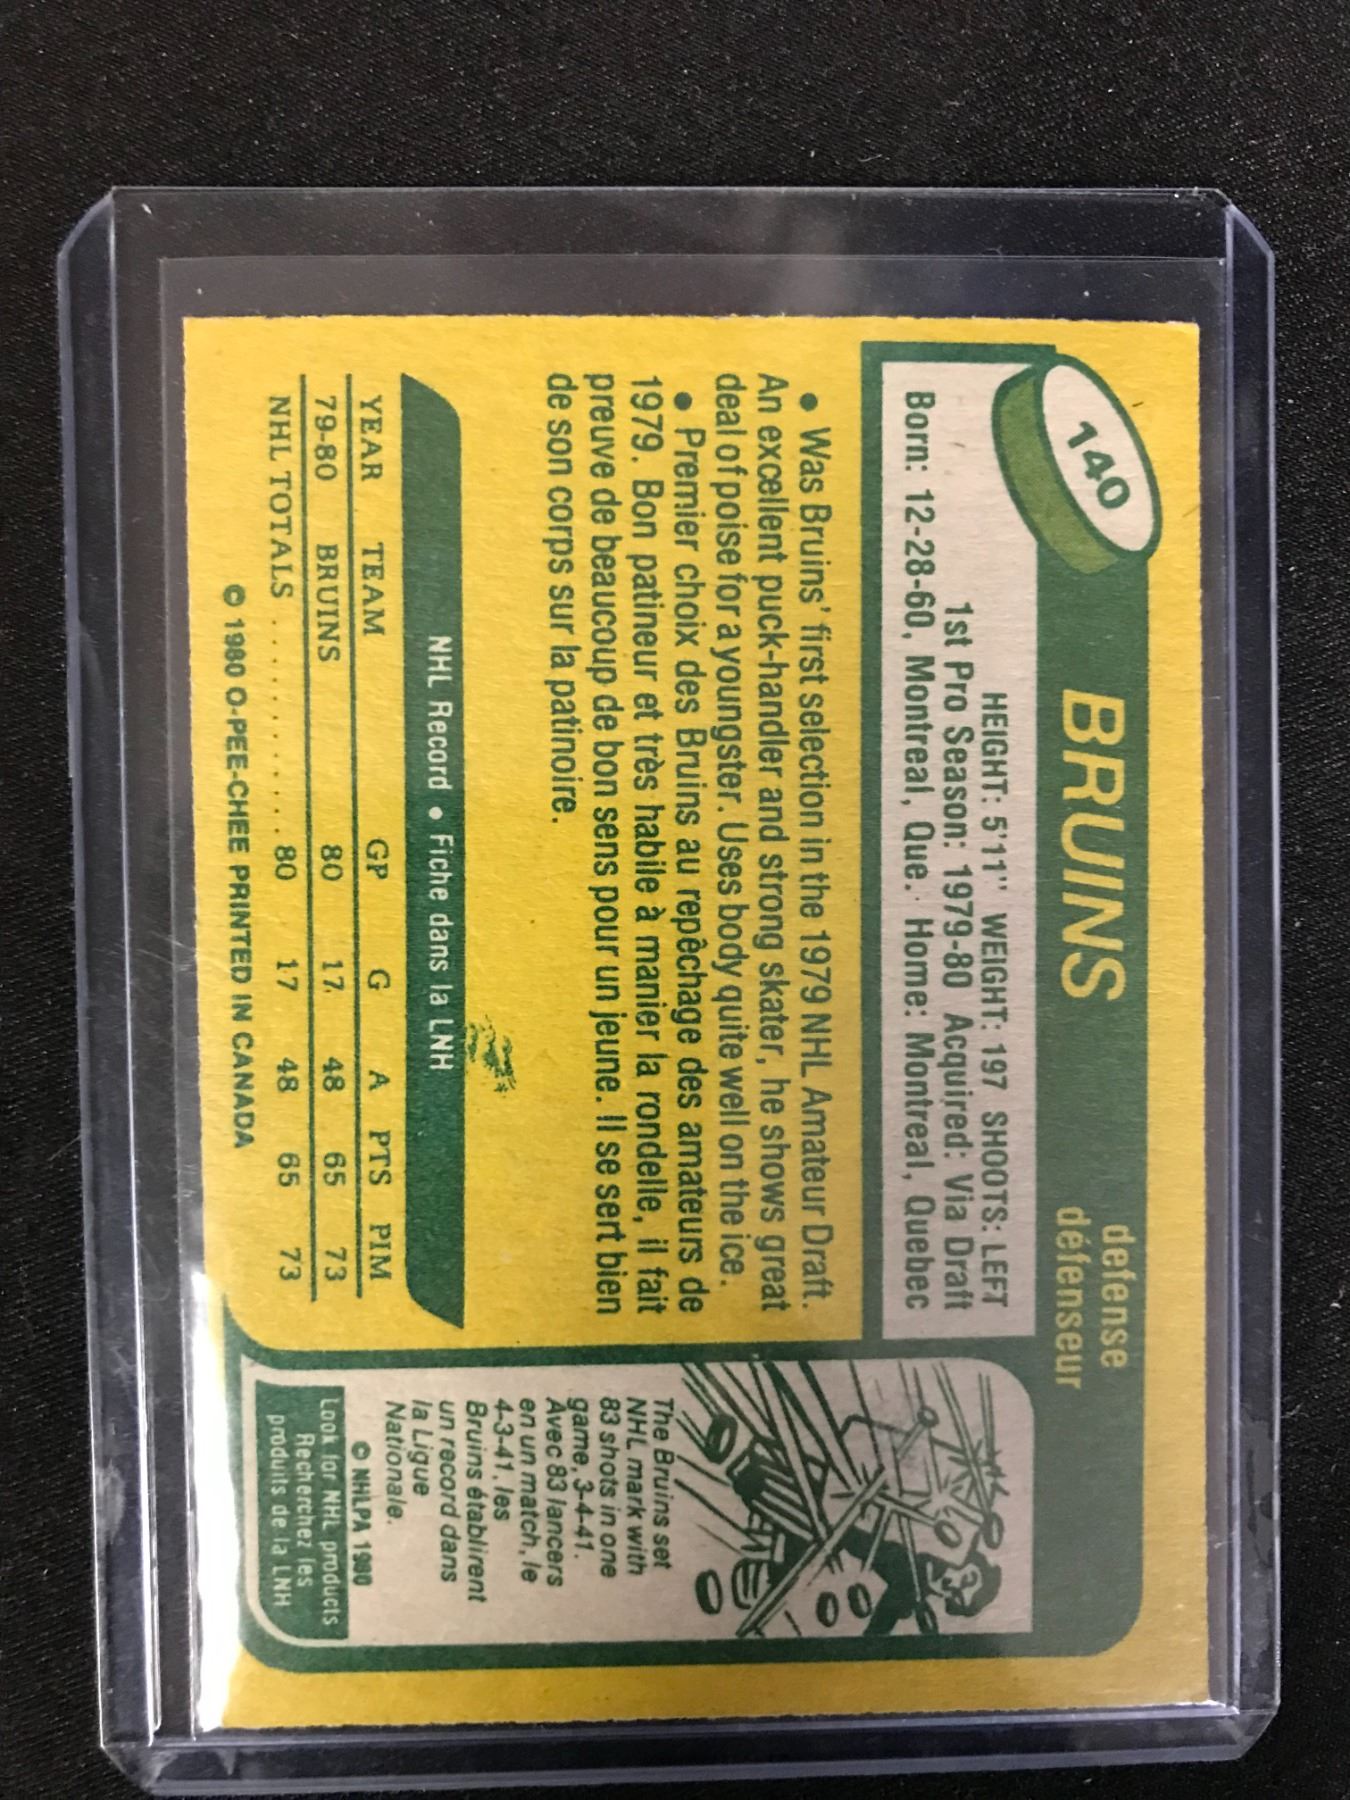 140
BRUINS
defense
défenseur
HEIGHT: 5'11" WEIGHT: 197 SHOOTS: LEFT
1st Pro Season: 1979-80 Acquired: Via Draft
Born: 12-28-60, Montreal, Que. Home: Montreal, Quebec
• Was Bruins' first selection in the 1979 NHL Amateur Draft.
An excellent puck-handler and strong skater, he shows great
deal of poise for a youngster. Uses body quite well on the ice.
• Premier choix des Bruins au repêchage des amateurs de
1979. Bon patineur et très habile à manier la rondelle, il fait
preuve de beaucoup de bon sens pour un jeune. Il se sert bien
de son corps sur la patinoire.
NHL Record • Fiche dans la LNH
YEAR TEAM GP G A PTS PIM
79-80 BRUINS 80 17 48 65 73
NHL TOTALS .......... 80 17 48 65 73
© 1980 O-PEE-CHEE PRINTED IN CANADA
The Bruins set
NHL mark with
83 shots in one
game, 3-4-41.
Avec 83 lancers
en un match, le
4-3-41, les
Bruins établirent
un record dans
la Ligue
Nationale.
© NHLPA 1980
Look for NHL products
Recherchez les
produits de la LNH